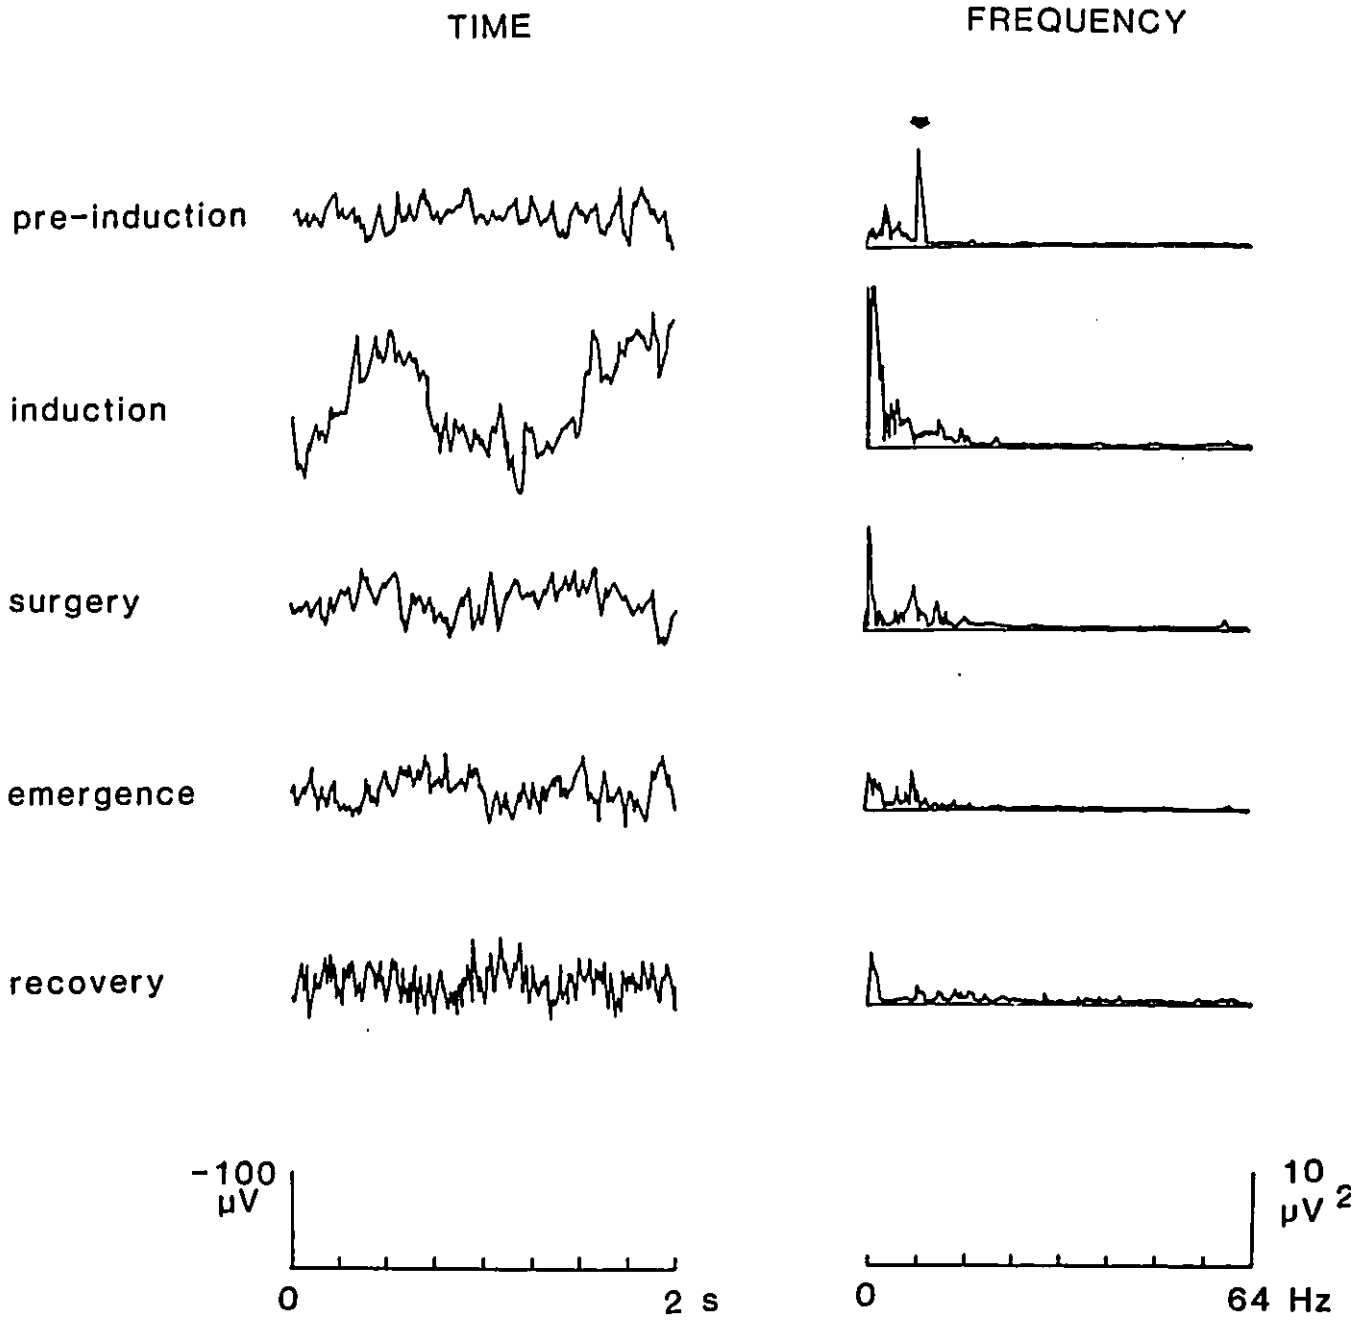 TIME FREQUENCY
pre-induction
induction
surgery
emergence
recovery
-100 10
µV µV 2
0 2 s 0 64 Hz